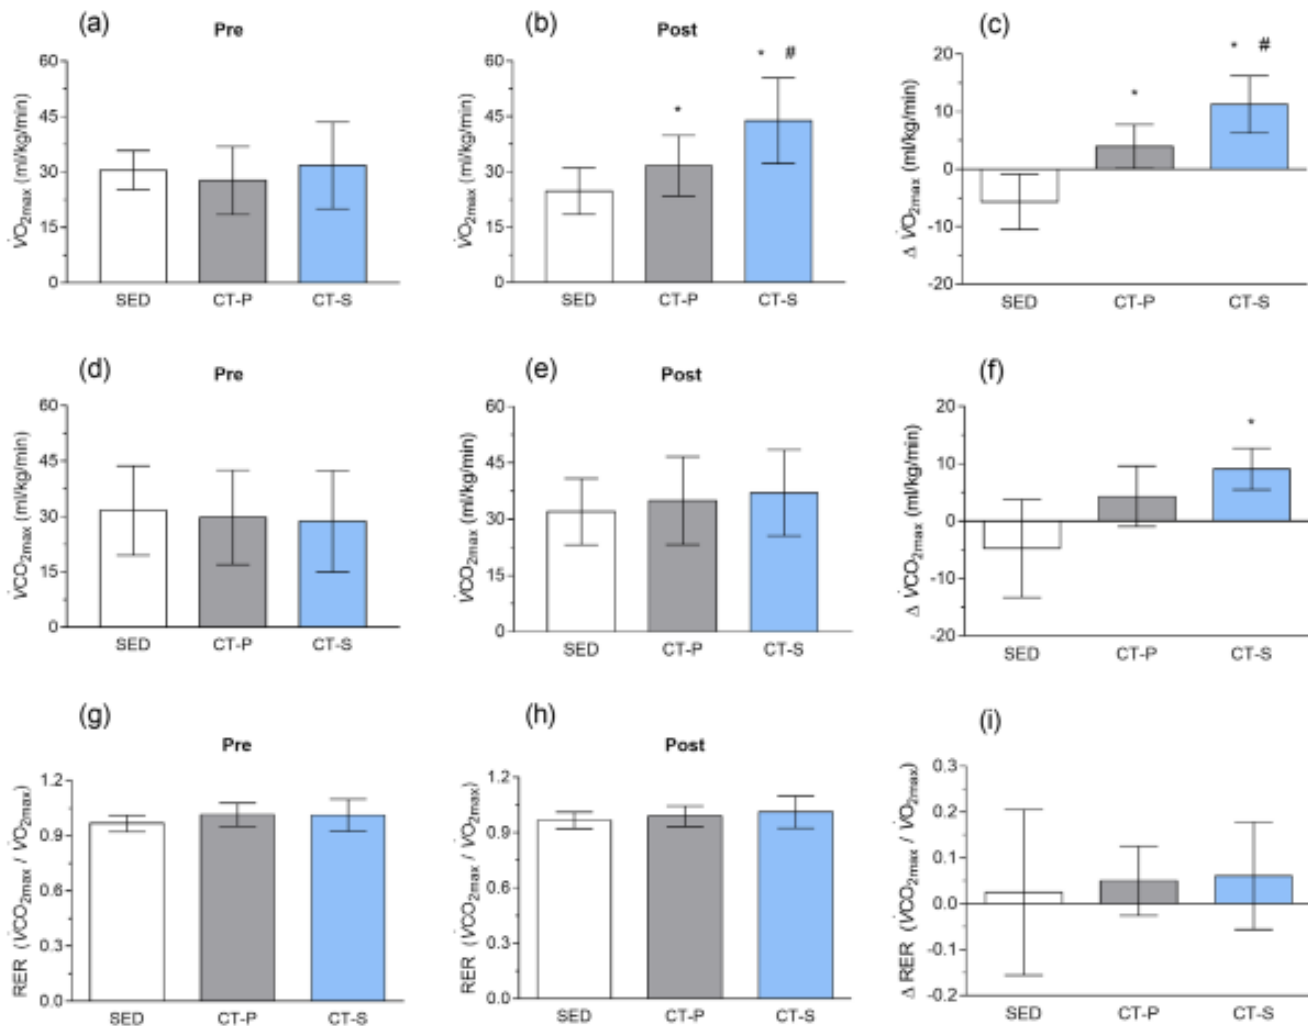 (a)
Pre
60
45
30
15
0
V̇O2max (ml/kg/min)
SED CT-P CT-S
(b)
Post
* #
*
60
45
30
15
0
V̇O2max (ml/kg/min)
SED CT-P CT-S
(c)
* #
*
20
10
0
-10
-20
Δ V̇O2max (ml/kg/min)
SED CT-P CT-S
(d)
Pre
60
45
30
15
0
V̇CO2max (ml/kg/min)
SED CT-P CT-S
(e)
Post
60
45
30
15
0
V̇CO2max (ml/kg/min)
SED CT-P CT-S
(f)
*
20
10
0
-10
-20
Δ V̇CO2max (ml/kg/min)
SED CT-P CT-S
(g)
Pre
1.2
0.9
0.6
0.3
0.0
RER (V̇CO2max / V̇O2max)
SED CT-P CT-S
(h)
Post
1.2
0.9
0.6
0.3
0.0
RER (V̇CO2max / V̇O2max)
SED CT-P CT-S
(i)
0.3
0.2
0.1
0.0
-0.1
-0.2
Δ RER (V̇CO2max / V̇O2max)
SED CT-P CT-S